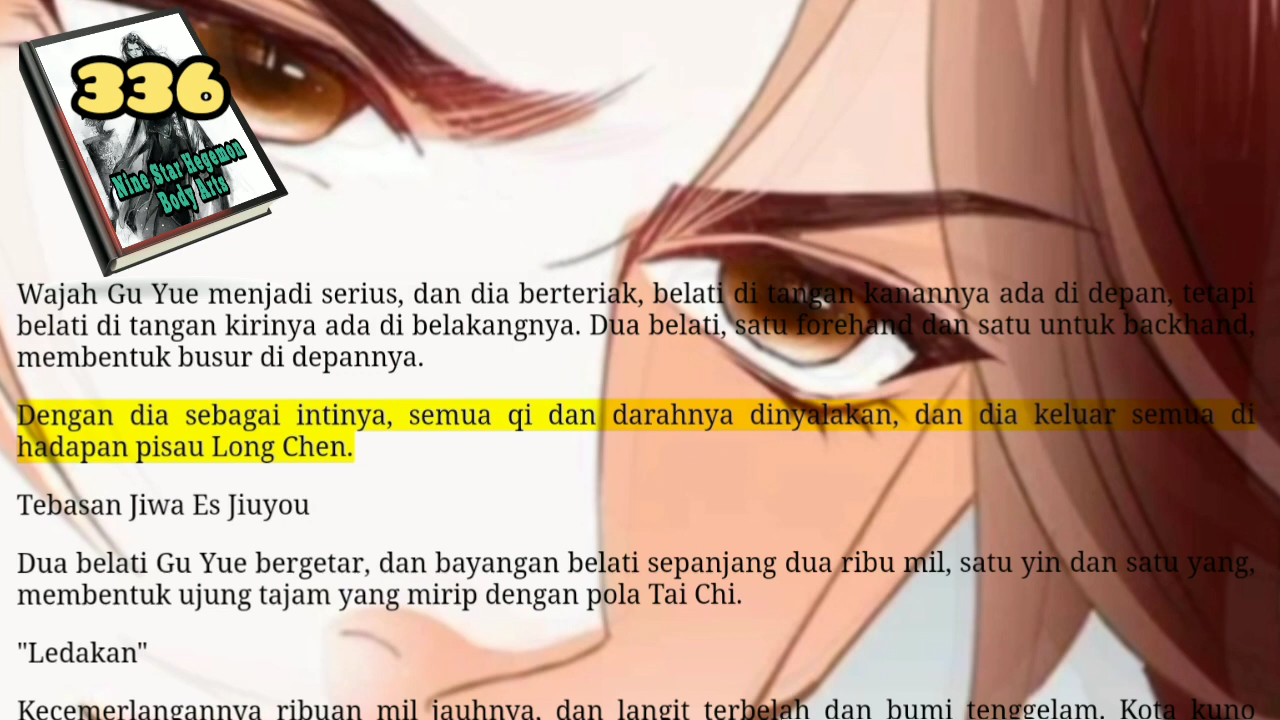 336
Nine Star Hegemon
Body Arts
Wajah Gu Yue menjadi serius, dan dia berteriak, belati di tangan kanannya ada di depan, tetapi
belati di tangan kirinya ada di belakangnya. Dua belati, satu forehand dan satu untuk backhand,
membentuk busur di depannya.
Dengan dia sebagai intinya, semua qi dan darahnya dinyalakan, dan dia keluar semua di
hadapan pisau Long Chen.
Tebasan Jiwa Es Jiuyou
Dua belati Gu Yue bergetar, dan bayangan belati sepanjang dua ribu mil, satu yin dan satu yang,
membentuk ujung tajam yang mirip dengan pola Tai Chi.
"Ledakan"
Kecemerlangannya ribuan mil jauhnya, dan langit terbelah dan bumi tenggelam. Kota kuno